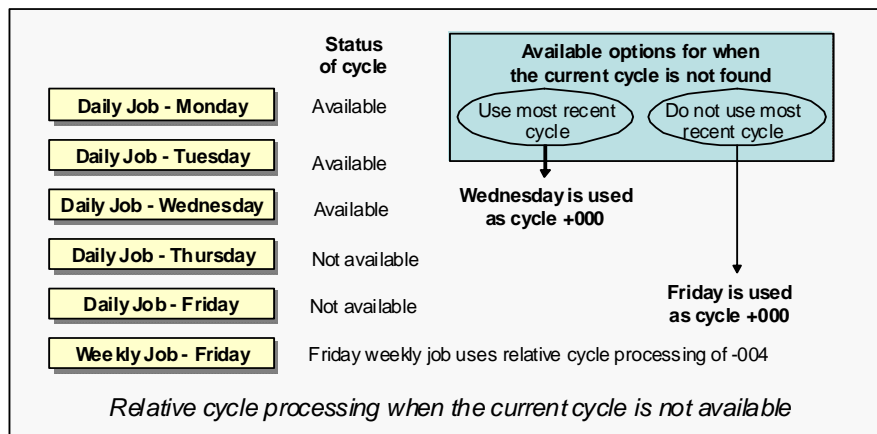 Status
of cycle
Available options for when
the current cycle is not found
Use most recent
cycle
Do not use most
recent cycle
Daily Job - Monday
Available
Daily Job - Tuesday
Available
Wednesday is used
as cycle +000
Daily Job - Wednesday
Available
Daily Job - Thursday
Not available
Daily Job - Friday
Not available
Friday is used
as cycle +000
Weekly Job - Friday
Friday weekly job uses relative cycle processing of -004
Relative cycle processing when the current cycle is not available